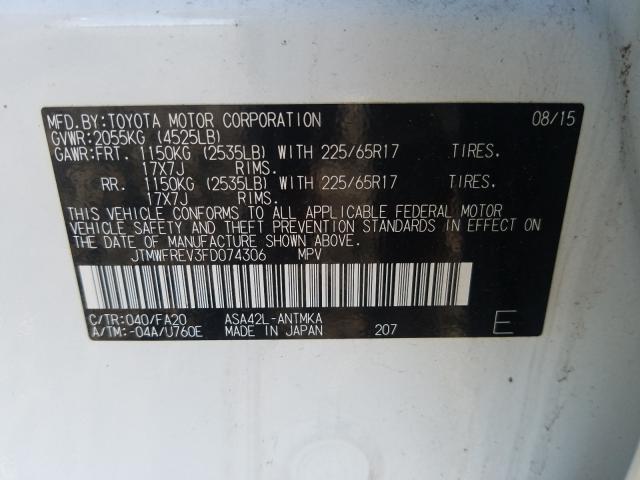 MFD.BY:TOYOTA MOTOR CORPORATION 08/15
GVWR:2055KG (4525LB)
GAWR:FRT. 1150KG (2535LB) WITH 225/65R17 TIRES.
17X7J RIMS.
RR. 1150KG (2535LB) WITH 225/65R17 TIRES.
17X7J RIMS.
THIS VEHICLE CONFORMS TO ALL APPLICABLE FEDERAL MOTOR
VEHICLE SAFETY AND THEFT PREVENTION STANDARDS IN EFFECT ON
THE DATE OF MANUFACTURE SHOWN ABOVE.
JTMWFREV3FD074306 MPV
C/TR:040/FA20 ASA42L-ANTMKA
A/TM:-04A/U760E MADE IN JAPAN 207 E